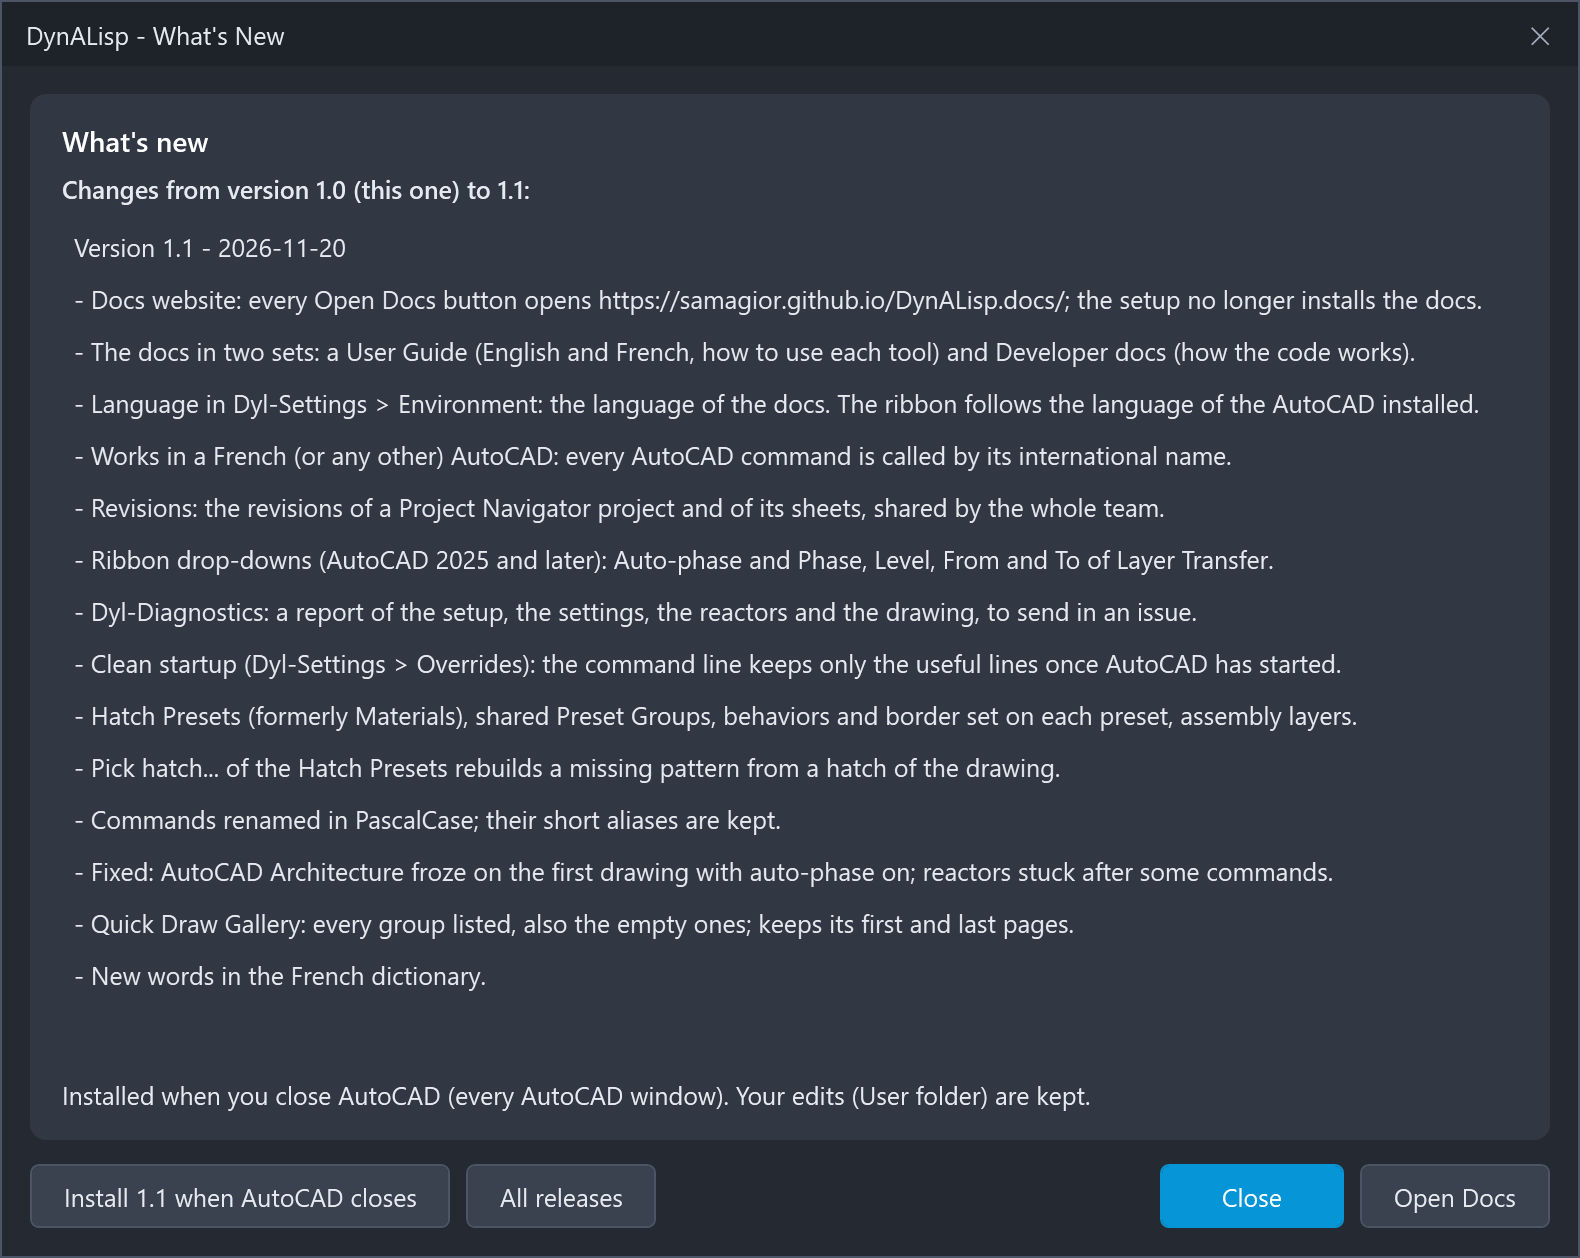 DynALisp - What's New
What's new
Changes from version 1.0 (this one) to 1.1:
Version 1.1 - 2026-11-20
- Docs website: every Open Docs button opens https://samagior.github.io/DynALisp.docs/; the setup no longer installs the docs.
- The docs in two sets: a User Guide (English and French, how to use each tool) and Developer docs (how the code works).
- Language in Dyl-Settings > Environment: the language of the docs. The ribbon follows the language of the AutoCAD installed.
- Works in a French (or any other) AutoCAD: every AutoCAD command is called by its international name.
- Revisions: the revisions of a Project Navigator project and of its sheets, shared by the whole team.
- Ribbon drop-downs (AutoCAD 2025 and later): Auto-phase and Phase, Level, From and To of Layer Transfer.
- Dyl-Diagnostics: a report of the setup, the settings, the reactors and the drawing, to send in an issue.
- Clean startup (Dyl-Settings > Overrides): the command line keeps only the useful lines once AutoCAD has started.
- Hatch Presets (formerly Materials), shared Preset Groups, behaviors and border set on each preset, assembly layers.
- Pick hatch... of the Hatch Presets rebuilds a missing pattern from a hatch of the drawing.
- Commands renamed in PascalCase; their short aliases are kept.
- Fixed: AutoCAD Architecture froze on the first drawing with auto-phase on; reactors stuck after some commands.
- Quick Draw Gallery: every group listed, also the empty ones; keeps its first and last pages.
- New words in the French dictionary.
Installed when you close AutoCAD (every AutoCAD window). Your edits (User folder) are kept.
Install 1.1 when AutoCAD closes
All releases
Close
Open Docs